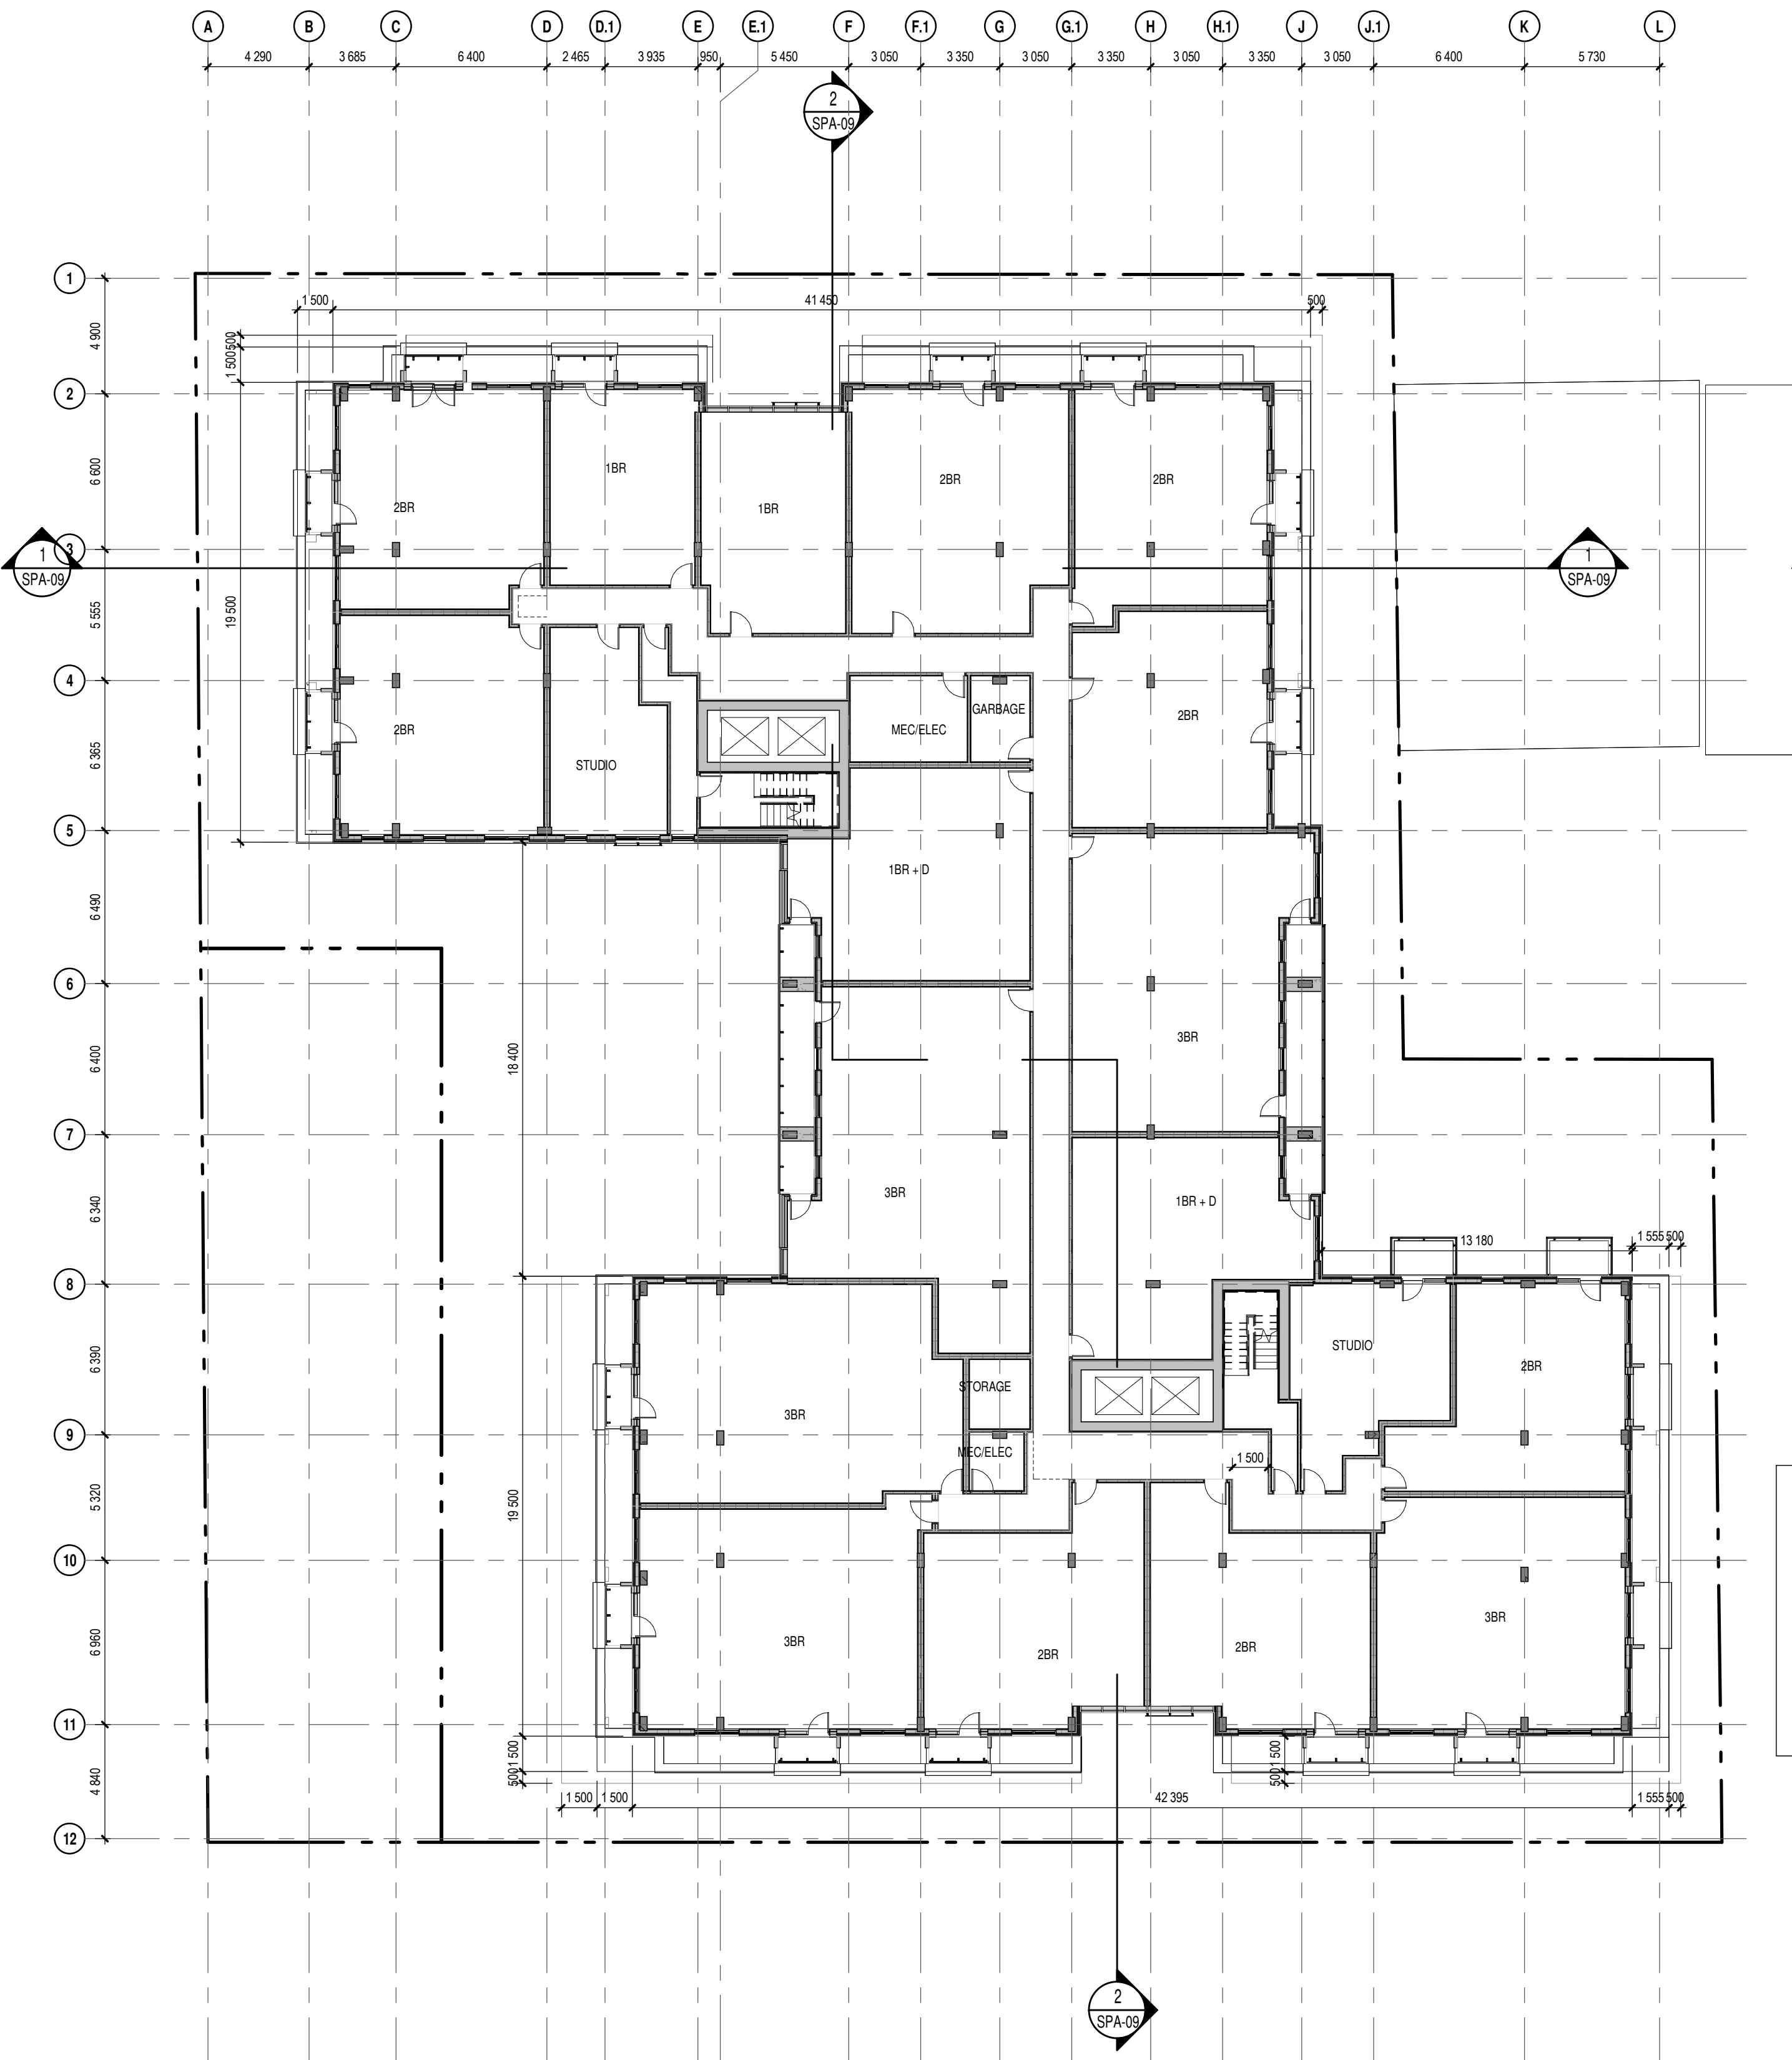 A B C D D.1 E E.1 F F.1 G G.1 H H.1 J J.1 K L
4 290 3 685 6 400 2 465 3 935 950 5 450 3 050 3 350 3 050 3 350 3 050 3 350 3 050 6 400 5 730
2
SPA-09
1
1 500 41 450 500
4 900
1 500 500
2
6 600
1BR
2BR 2BR
2BR 1BR
3
1
SPA-09
1
SPA-09
5 555
19 500
4
GARBAGE
2BR
2BR MEC/ELEC
6 365
STUDIO
5
1BR + D
6 490
6
3BR
6 400
18 400
7
3BR
1BR + D
6 340
13 180
1 555 500
8
STUDIO
6 390
2BR
STORAGE
3BR
9
MEC/ELEC
1 500
5 320
19 500
10
3BR
6 960
3BR
2BR
2BR
11
500 1 500
500 1 500
4 840
1 500 1 500 42 395 1 555 500
12
2
SPA-09